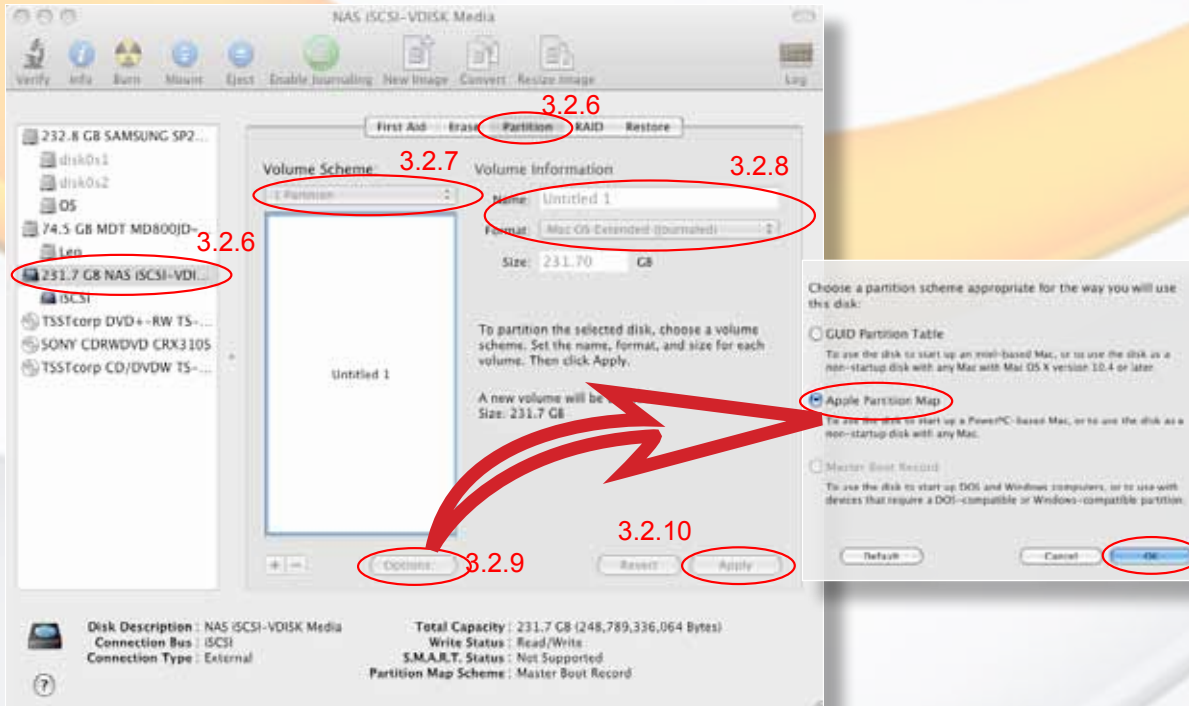 NAS iSCSI-VDISK Media
Verify Info Burn Mount Eject Enable Journaling New Image Convert Resize Image Log
3.2.6
First Aid Erase Partition RAID Restore
232.8 GB SAMSUNG SP2...
disk0s1
disk0s2
OS
74.5 GB MDT MD800JD-...
Leo
3.2.6
231.7 GB NAS iSCSI-VDI...
iSCSI
TSSTcorp DVD+-RW TS-...
SONY CDRWDVD CRX310S
TSSTcorp CD/DVDW TS-...
Volume Scheme:
3.2.7
1 Partition
Untitled 1
+ -
Options...
3.2.9
Volume Information
3.2.8
Name: Untitled 1
Format: Mac OS Extended (Journaled)
Size: 231.70 GB
To partition the selected disk, choose a volume
scheme. Set the name, format, and size for each
volume. Then click Apply.
A new volume will be
Size: 231.7 GB
3.2.10
Revert Apply
Disk Description : NAS iSCSI-VDISK Media
Connection Bus : iSCSI
Connection Type : External
Total Capacity : 231.7 GB (248,789,336,064 Bytes)
Write Status : Read/Write
S.M.A.R.T. Status : Not Supported
Partition Map Scheme : Master Boot Record
?
Choose a partition scheme appropriate for the way you will use
this disk:
GUID Partition Table
To use the disk to start up an Intel-based Mac, or to use the disk as a
non-startup disk with any Mac with Mac OS X version 10.4 or later.
Apple Partition Map
To use the disk to start up a PowerPC-based Mac, or to use the disk as a
non-startup disk with any Mac.
Master Boot Record
To use the disk to start up DOS and Windows computers, or to use with
devices that require a DOS-compatible or Windows-compatible partition.
Default Cancel OK